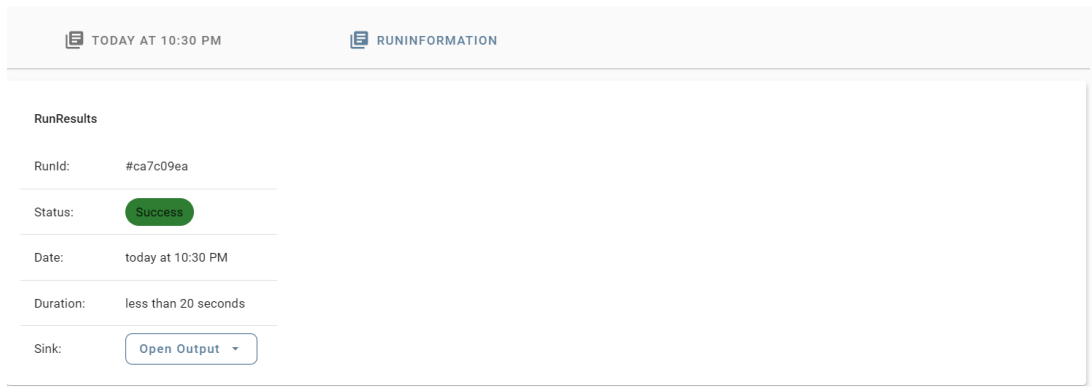 TODAY AT 10:30 PM RUNINFORMATION
RunResults
RunId: #ca7c09ea
Status: Success
Date: today at 10:30 PM
Duration: less than 20 seconds
Sink: Open Output